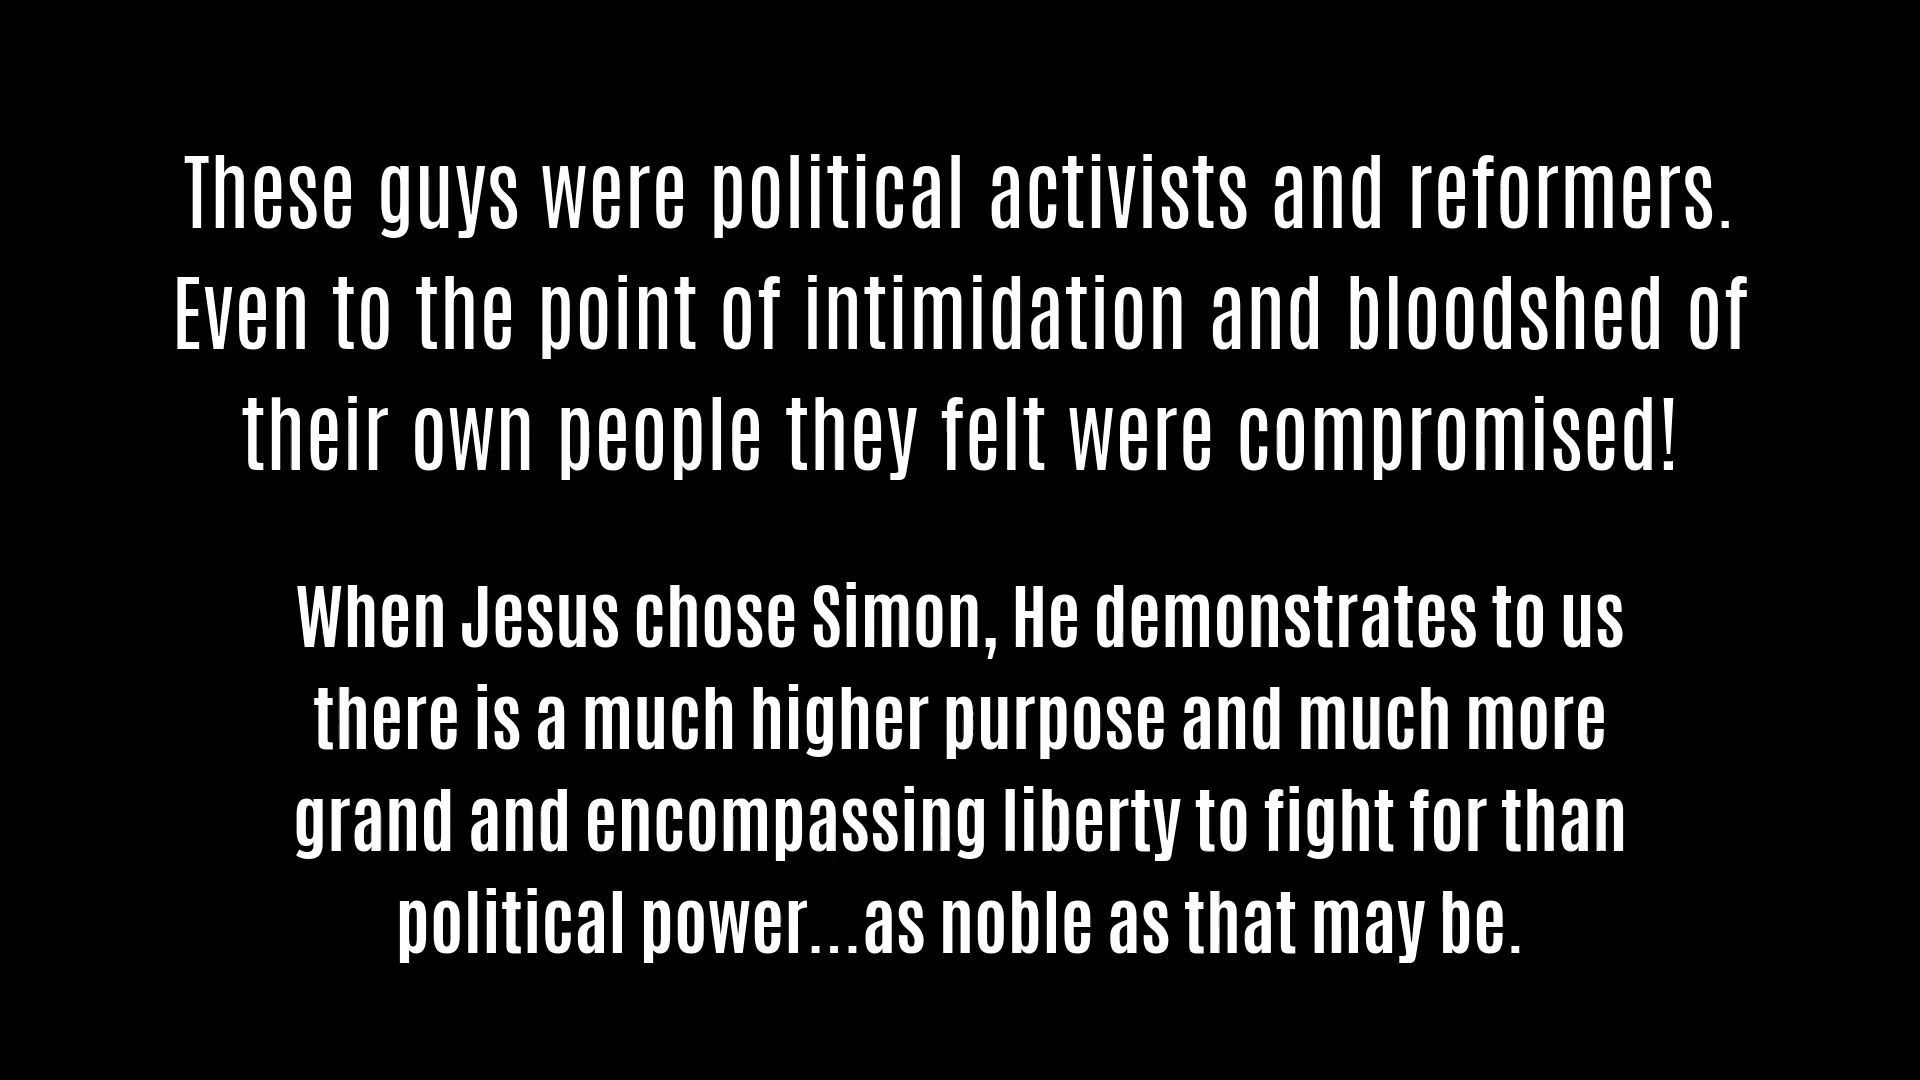 These guys were political activists and reformers.
Even to the point of intimidation and bloodshed of
their own people they felt were compromised!
When Jesus chose Simon, He demonstrates to us
there is a much higher purpose and much more
grand and encompassing liberty to fight for than
political power...as noble as that may be.